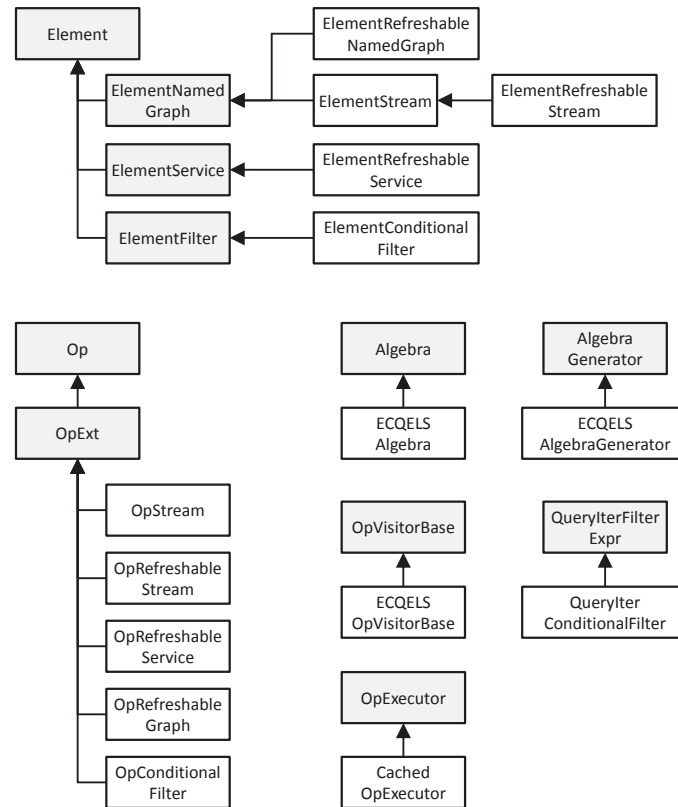 Element
ElementRefreshable
NamedGraph
ElementNamed
Graph
ElementStream
ElementRefreshable
Stream
ElementService
ElementRefreshable
Service
ElementFilter
ElementConditional
Filter
Op
OpExt
OpStream
OpRefreshable
Stream
OpRefreshable
Service
OpRefreshable
Graph
OpConditional
Filter
Algebra
ECQELS
Algebra
Algebra
Generator
ECQELS
AlgebraGenerator
OpVisitorBase
ECQELS
OpVisitorBase
QueryIterFilter
Expr
QueryIter
ConditionalFilter
OpExecutor
Cached
OpExecutor